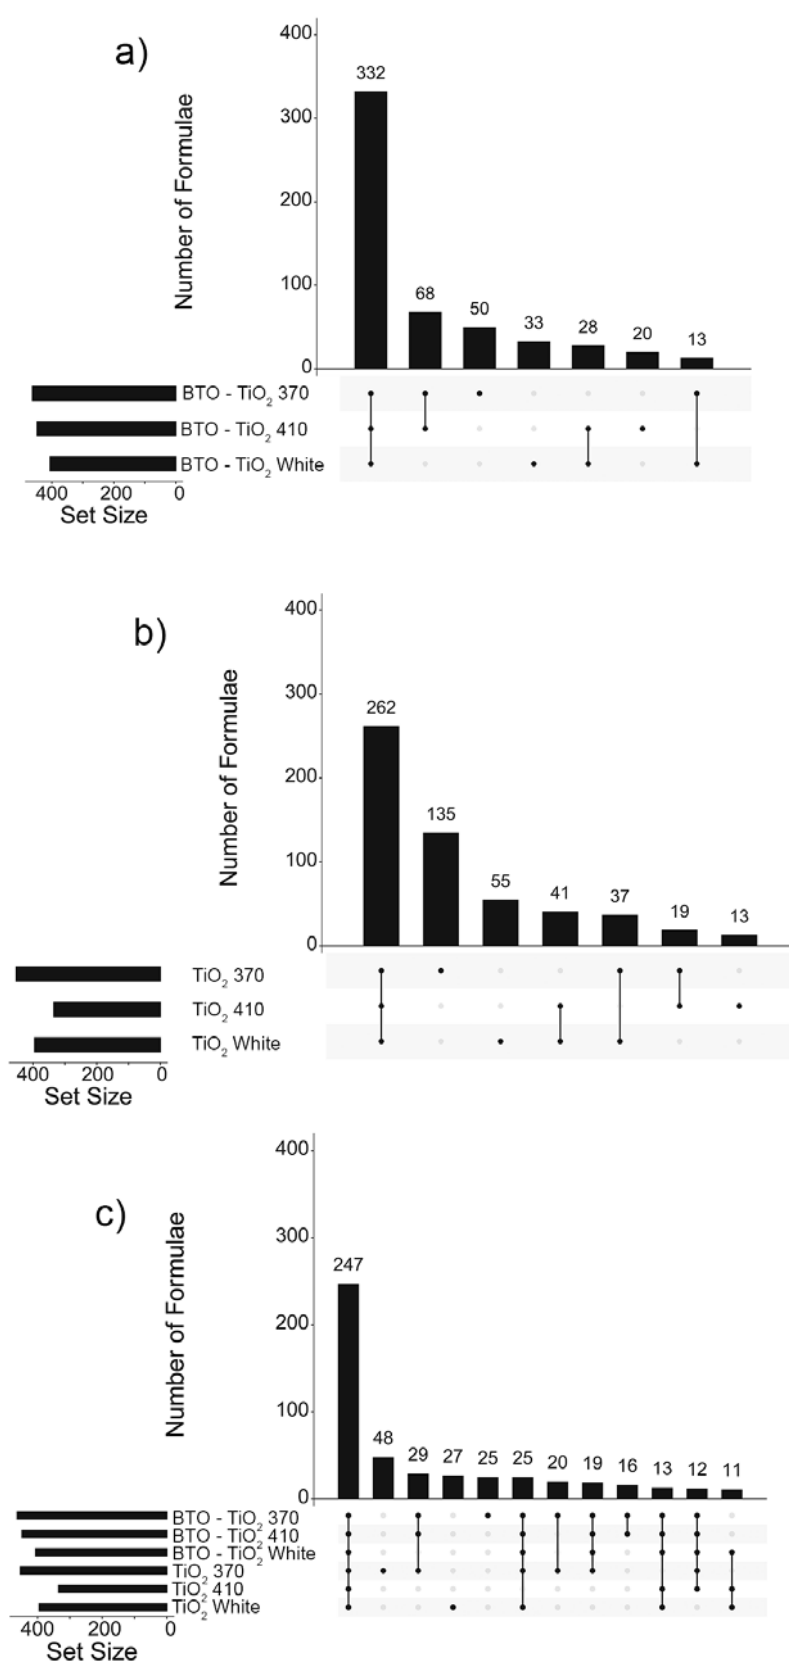 a)
Number of Formulae
400
300
200
100
0
332
68
50
33
28
20
13
BTO - TiO₂ 370
BTO - TiO₂ 410
BTO - TiO₂ White
400 200 0
Set Size
b)
Number of Formulae
400
300
200
100
0
262
135
55
41
37
19
13
TiO₂ 370
TiO₂ 410
TiO₂ White
400 200 0
Set Size
c)
Number of Formulae
400
300
200
100
0
247
48
29
27
25
25
20
19
16
13
12
11
BTO - TiO₂ 370
BTO - TiO₂ 410
BTO - TiO₂ White
TiO₂ 370
TiO₂ 410
TiO₂ White
400 200 0
Set Size